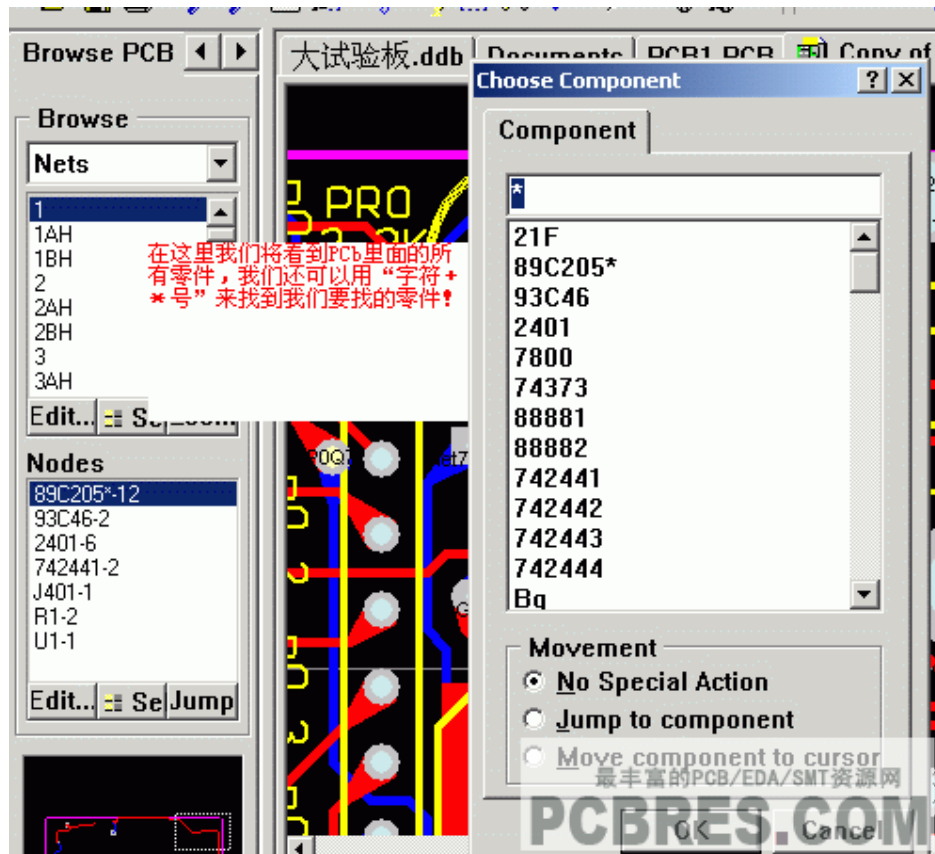 Browse PCB
大试验板.ddb
Documents
PCB1.PCB
Copy of
Browse
Nets
1
1AH
1BH
2
2AH
2BH
3
3AH
Edit...
Nodes
89C205*-12
93C46-2
2401-6
742441-2
J401-1
R1-2
U1-1
Edit...
Se
Jump
PRO
在这里我们将看到PCb里面的所
有零件，我们还可以用“字符+
*号”来找到我们要找的零件！
Choose Component
Component
*
21F
89C205*
93C46
2401
7800
74373
88881
88882
742441
742442
742443
742444
Bq
Movement
No Special Action
Jump to component
Move component to cursor
最丰富的PCB/EDA/SMT资源网
PCBRES.COM
OK
Cancel